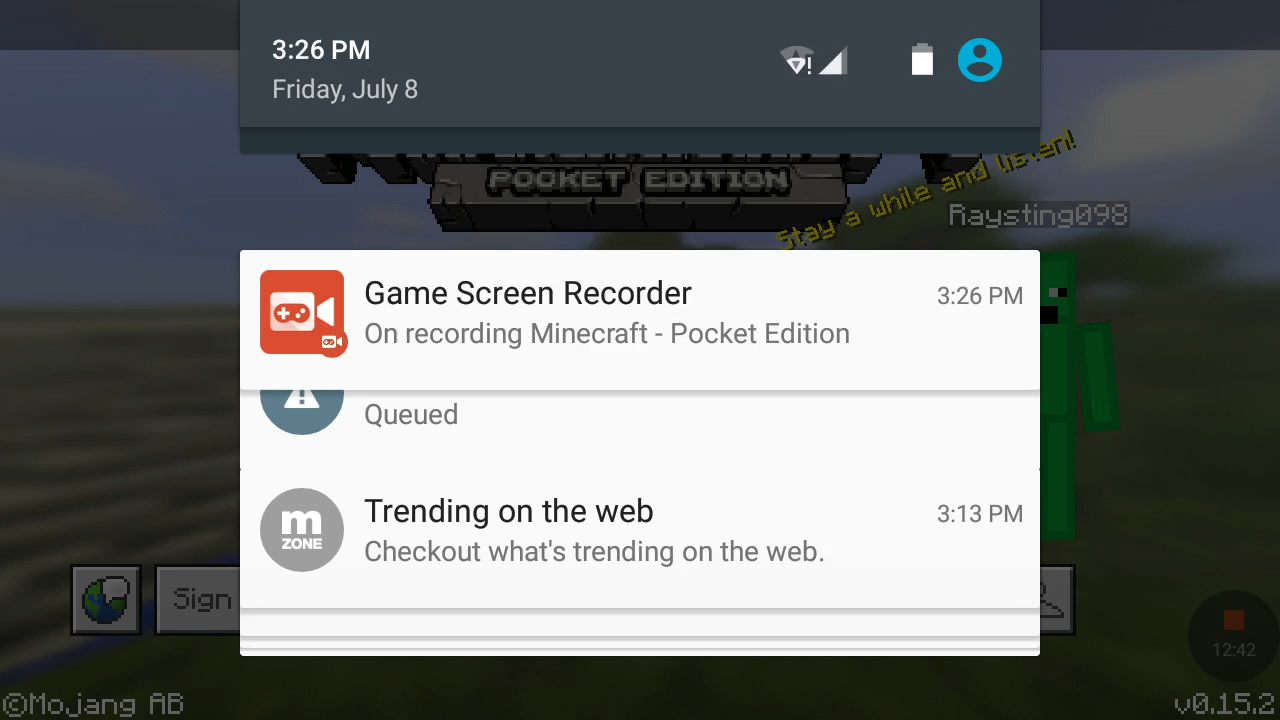 3:26 PM
Friday, July 8
POCKET EDITION
Stay a while and listen!
Raysting098
Game Screen Recorder
3:26 PM
On recording Minecraft - Pocket Edition
Queued
Trending on the web
3:13 PM
m
ZONE
Checkout what's trending on the web.
Sign
12:42
©Mojang AB
v0.15.2